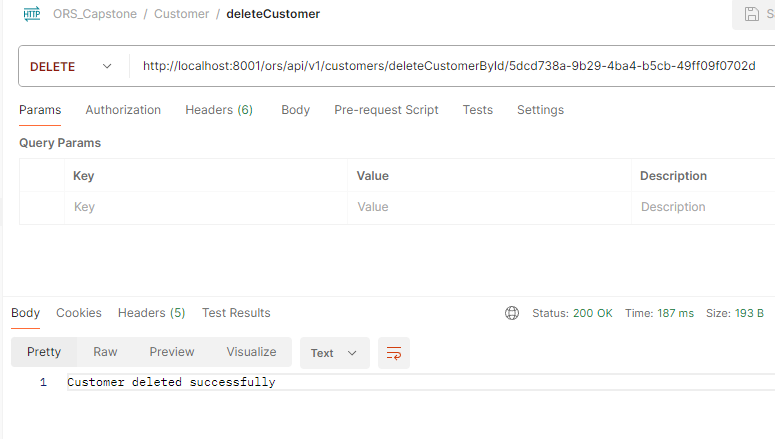 HTTP ORS_Capstone / Customer / deleteCustomer
DELETE http://localhost:8001/ors/api/v1/customers/deleteCustomerById/5dcd738a-9b29-4ba4-b5cb-49ff09f0702d
Params Authorization Headers (6) Body Pre-request Script Tests Settings
Query Params
Key Value Description
Key Value Description
Body Cookies Headers (5) Test Results Status: 200 OK Time: 187 ms Size: 193 B
Pretty Raw Preview Visualize Text
1 Customer deleted successfully